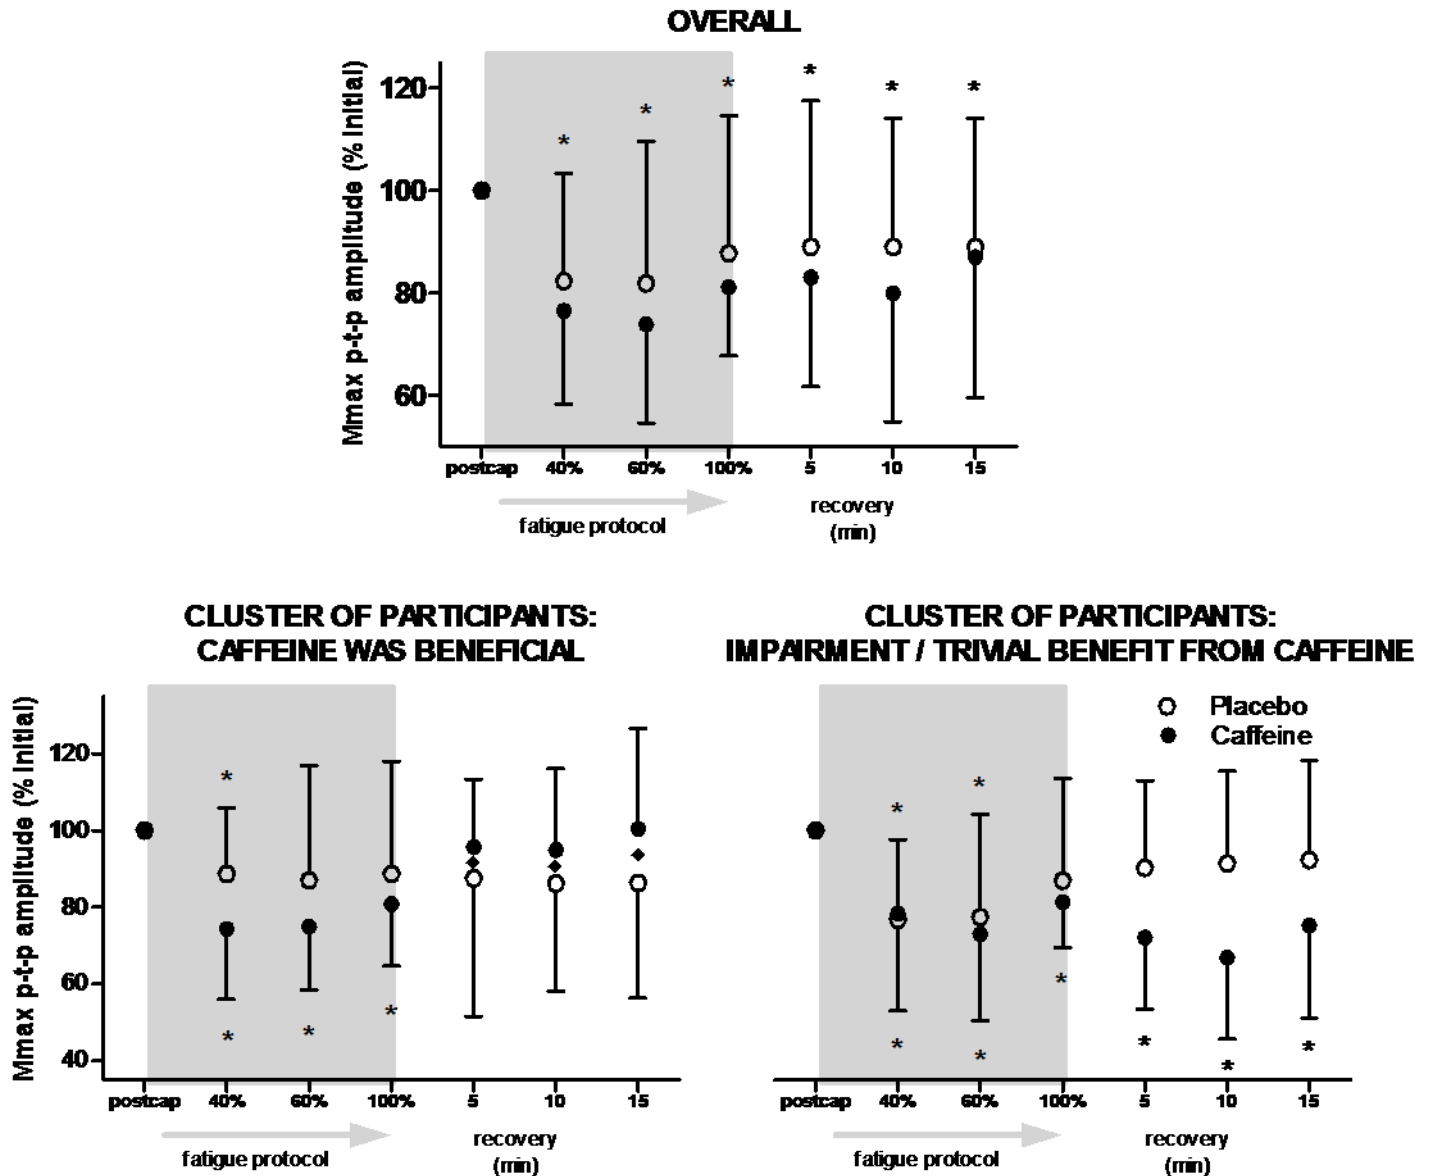 OVERALL
Mmax p-t-p amplitude (% initial)
120
100
80
60
* * * * * *
postcap 40% 60% 100% 5 10 15
fatigue protocol
recovery
(min)
CLUSTER OF PARTICIPANTS:
CAFFEINE WAS BENEFICIAL
Mmax p-t-p amplitude (% initial)
120
100
80
60
40
*
* * *
postcap 40% 60% 100% 5 10 15
fatigue protocol
recovery
(min)
CLUSTER OF PARTICIPANTS:
IMPAIRMENT / TRIVIAL BENEFIT FROM CAFFEINE
Placebo
Caffeine
* *
* * * * * *
postcap 40% 60% 100% 5 10 15
fatigue protocol
recovery
(min)